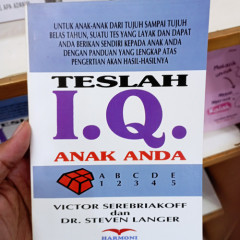 UNTUK ANAK-ANAK DARI TUJUH SAMPAI TUJUH
BELAS TAHUN, SUATU TES YANG LAYAK DAN DAPAT
ANDA BERIKAN SENDIRI KEPADA ANAK ANDA
DENGAN PANDUAN YANG LENGKAP ATAS
PENGERTIAN AKAN HASIL-HASILNYA
TESLAH
I.Q.
ANAK ANDA
A B C D E
1 2 3 4 5
VICTOR SEREBRIAKOFF
dan
DR. STEVEN LANGER
HARMONI